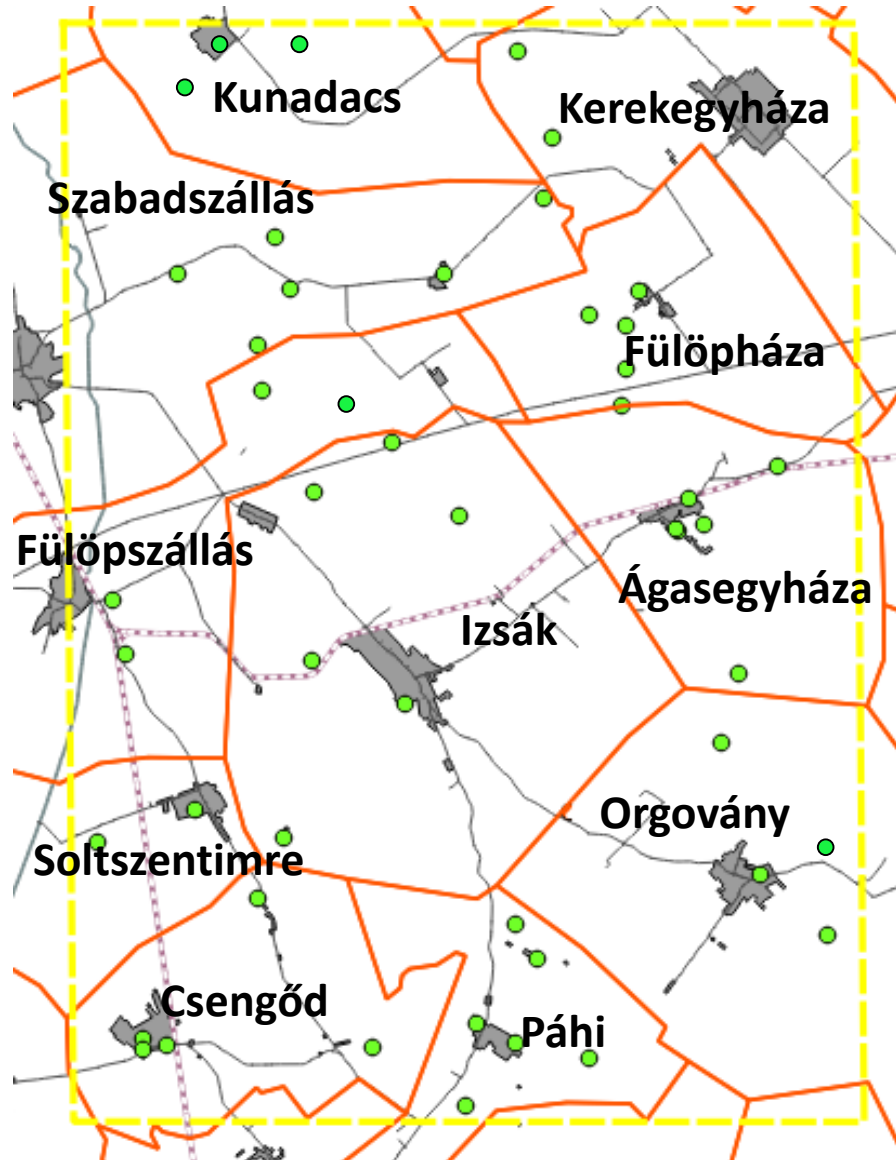 Kunadacs
Kerekegyháza
Szabadszállás
Fülöpháza
Fülöpszállás
Ágasegyháza
Izsák
Orgovány
Soltszentimre
Csengőd
Páhi